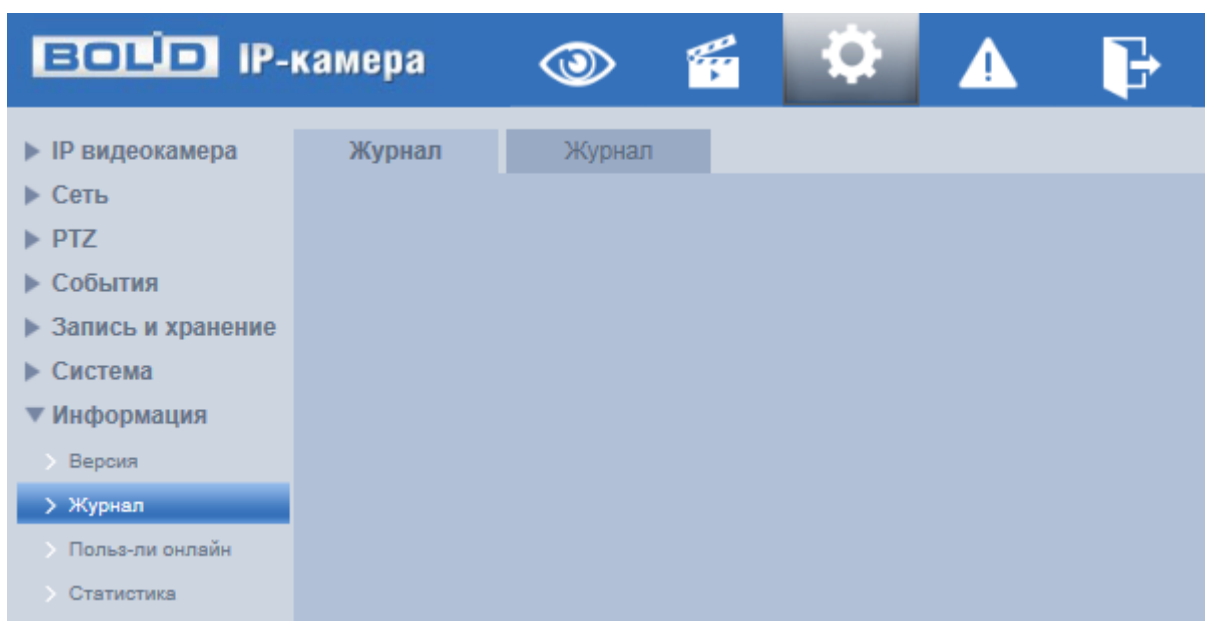 BOLID IP-камера
IP видеокамера
Сеть
PTZ
События
Запись и хранение
Система
Информация
Версия
Журнал
Польз-ли онлайн
Статистика
Журнал Журнал